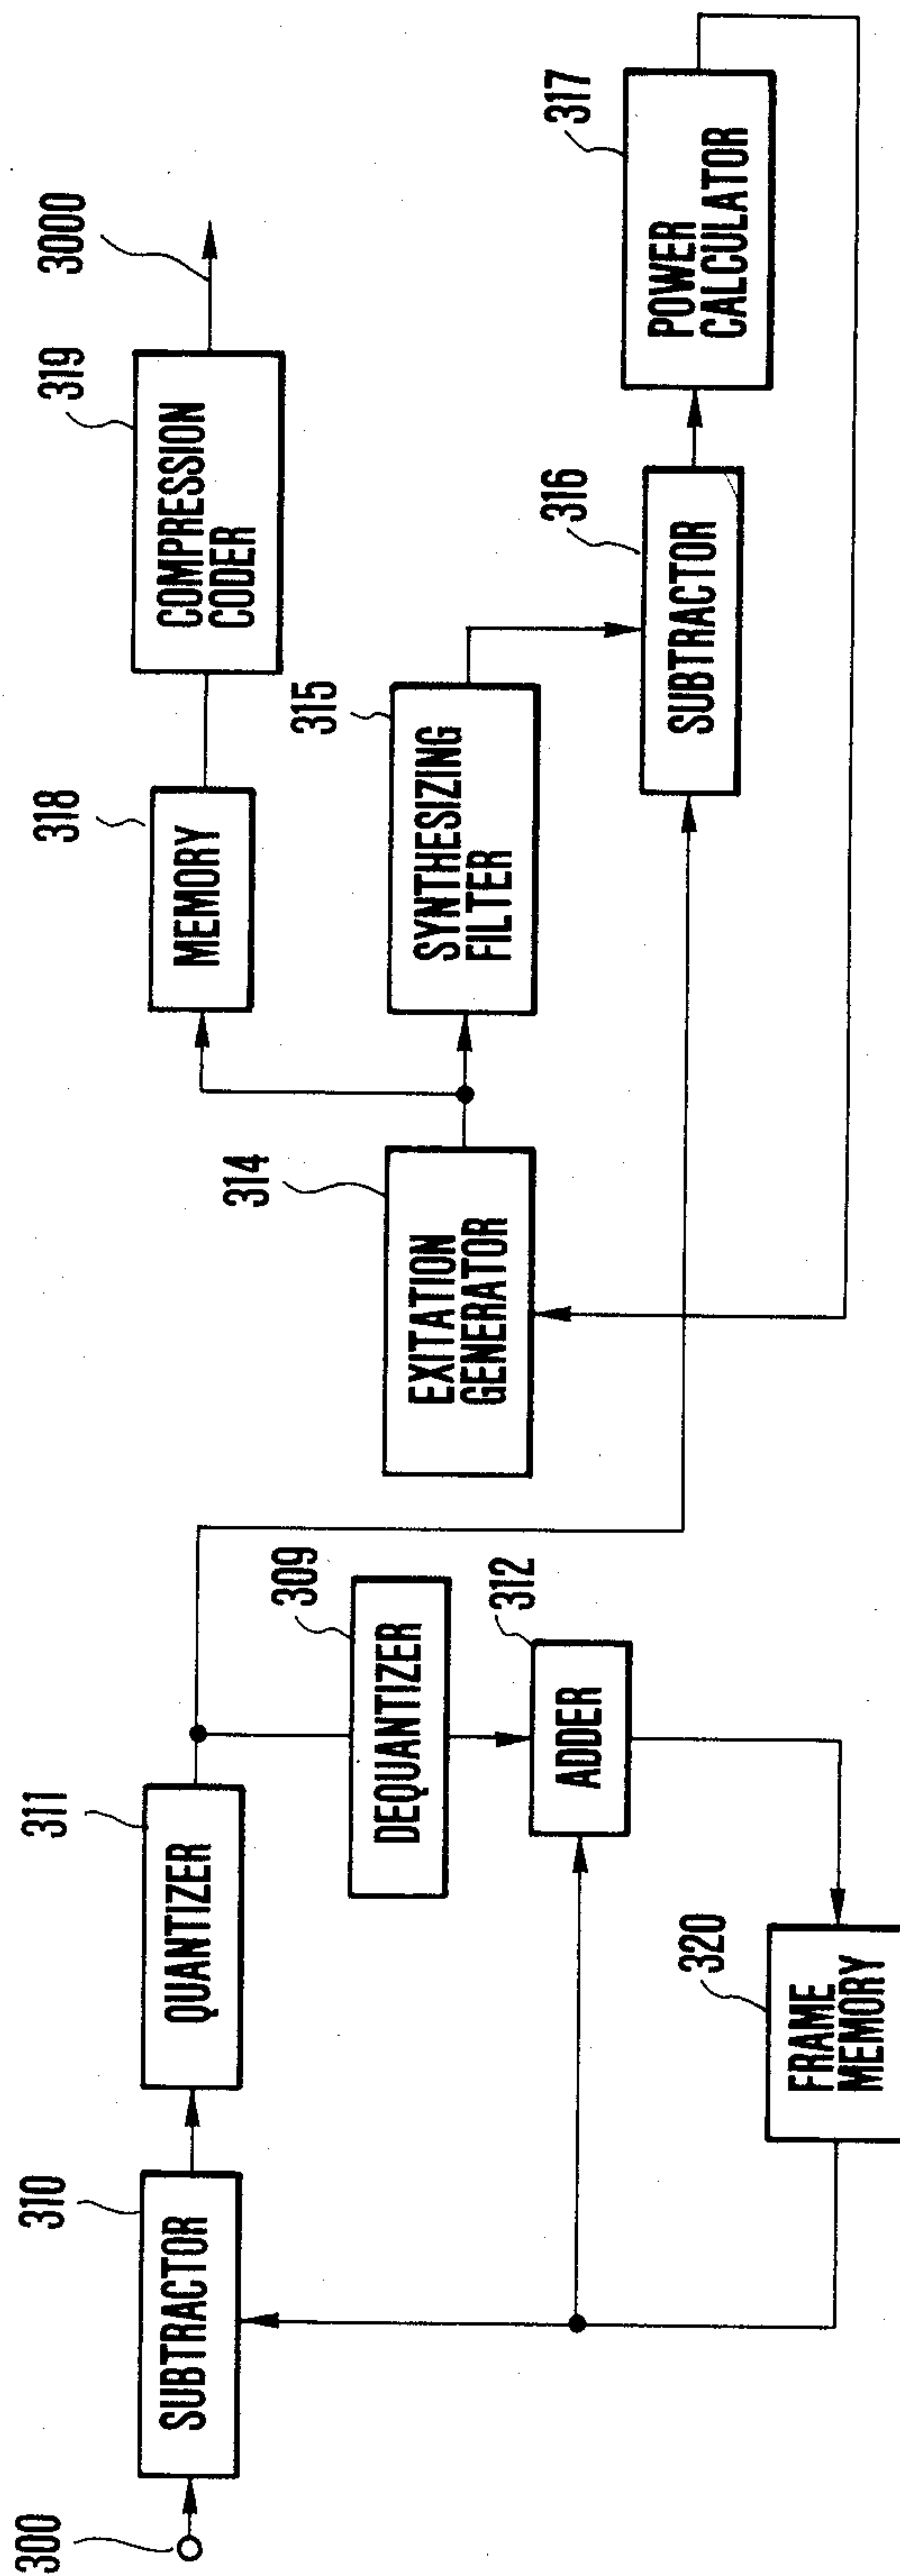 300
310
SUBTRACTOR
311
QUANTIZER
309
DEQUANTIZER
312
ADDER
320
FRAME
MEMORY
314
EXITATION
GENERATOR
318
MEMORY
319
COMPRESSION
CODER
3000
315
SYNTHESIZING
FILTER
316
SUBTRACTOR
317
POWER
CALCULATOR